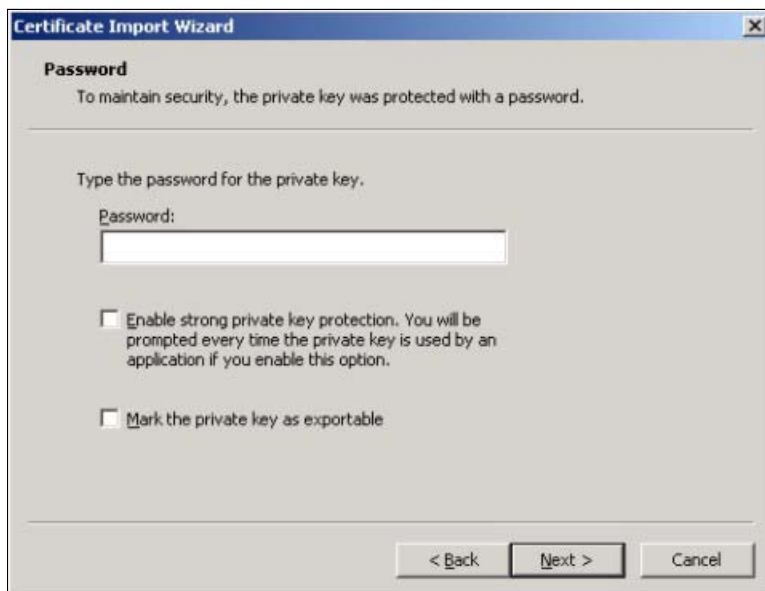 Certificate Import Wizard
Password
To maintain security, the private key was protected with a password.
Type the password for the private key.
Password:
Enable strong private key protection. You will be
prompted every time the private key is used by an
application if you enable this option.
Mark the private key as exportable
< Back
Next >
Cancel